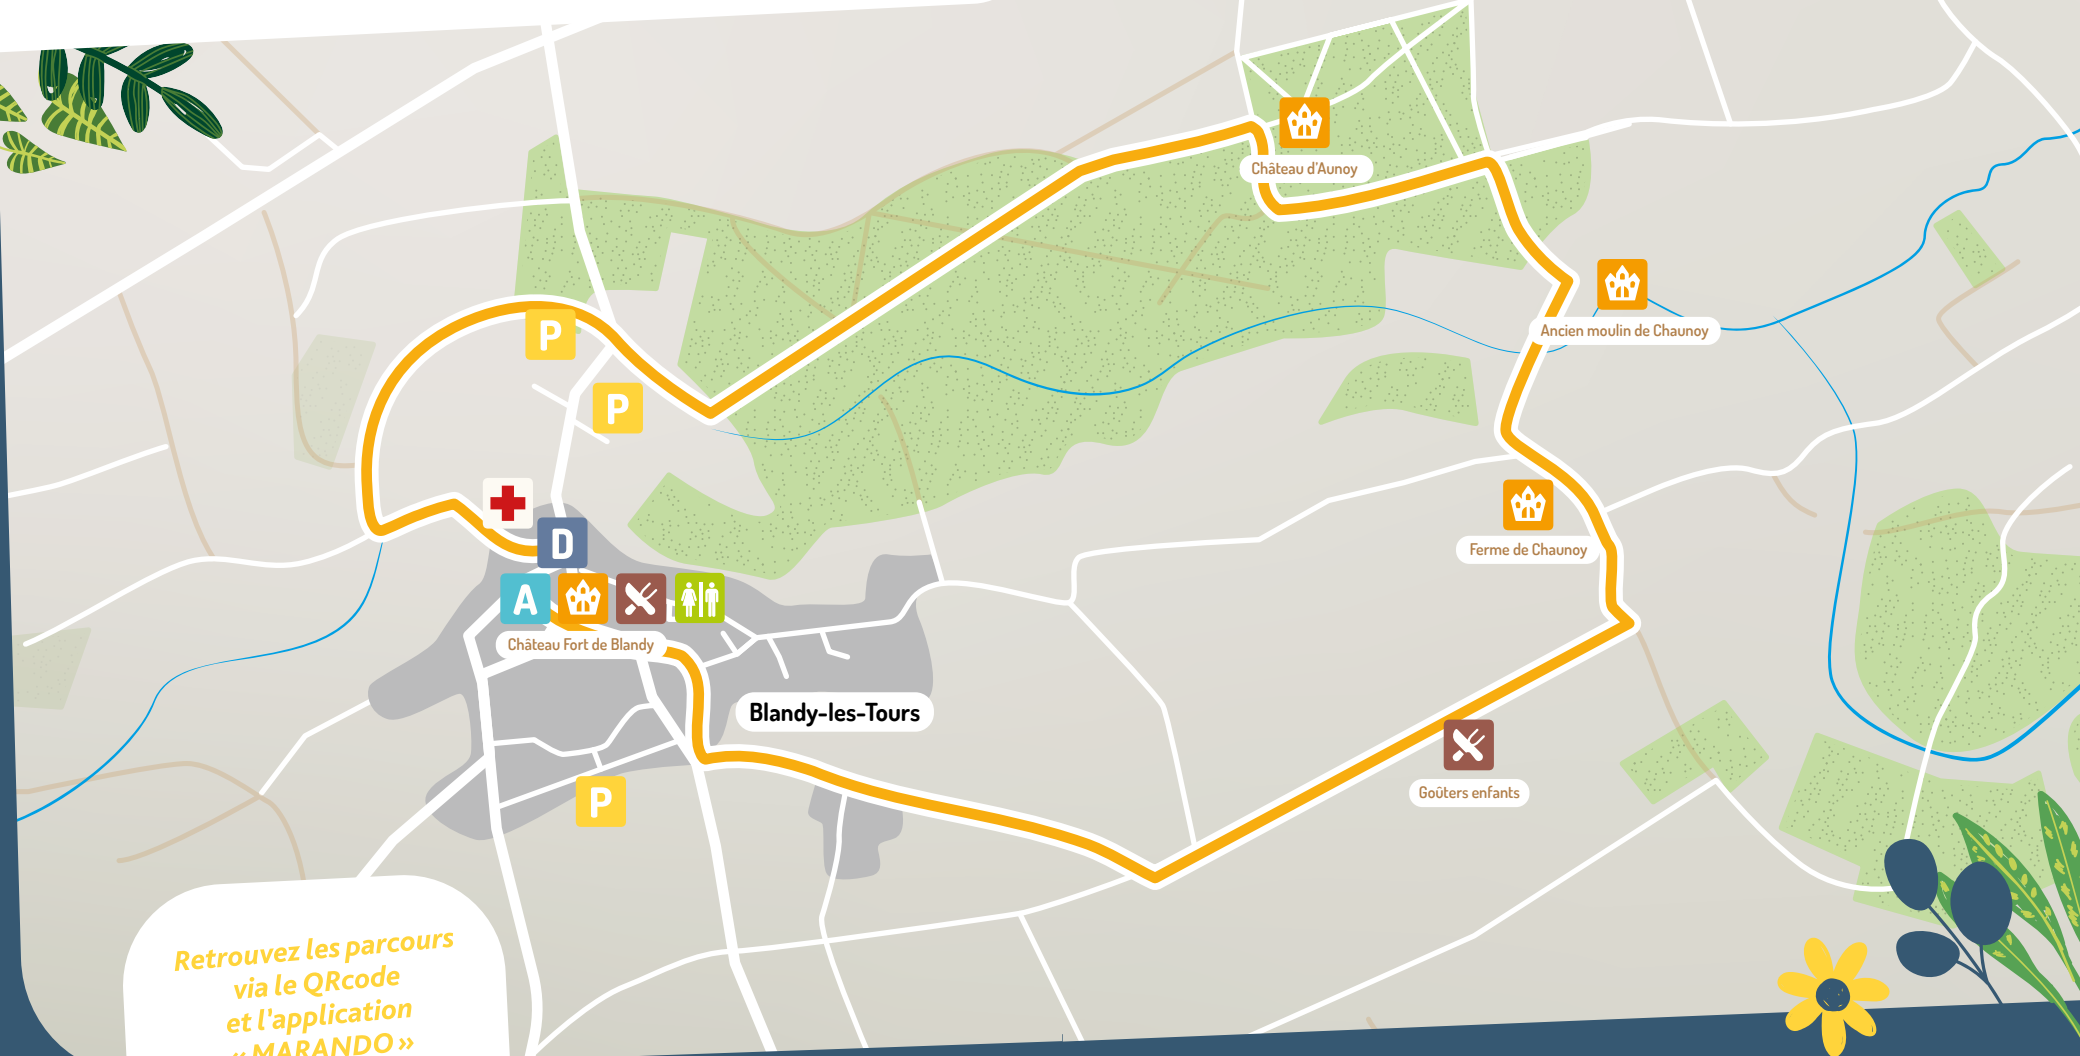 Château d'Aunoy
Ancien moulin de Chaunoy
P
P
D
Ferme de Chaunoy
A
Château Fort de Blandy
Blandy-les-Tours
P
Goûters enfants
Retrouvez les parcours
via le QRcode
et l'application
« MARANDO »